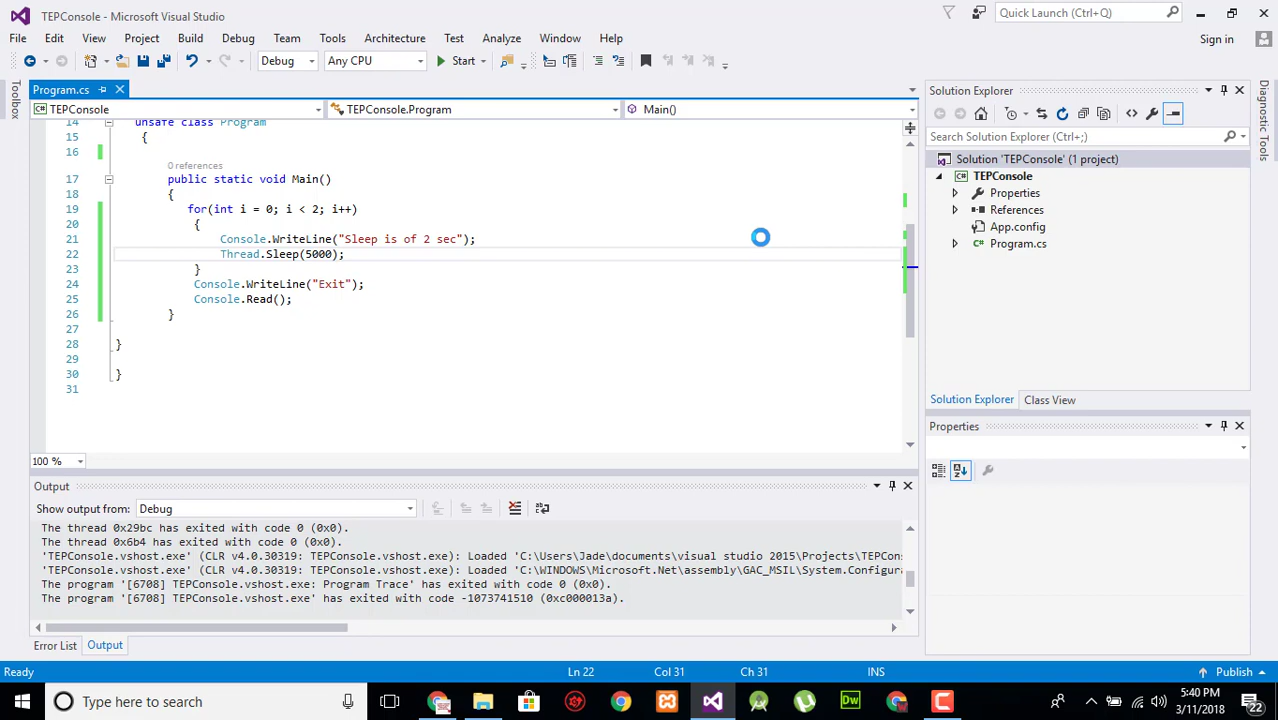 TEPConsole - Microsoft Visual Studio
Quick Launch (Ctrl+Q)
File Edit View Project Build Debug Team Tools Architecture Test Analyze Window Help
Sign in
Debug Any CPU Start
Toolbox
Program.cs
TEPConsole TEPConsole.Program Main()
14 unsafe class Program
15 {
16
0 references
17 public static void Main()
18 {
19 for(int i = 0; i < 2; i++)
20 {
21 Console.WriteLine("Sleep is of 2 sec");
22 Thread.Sleep(5000);
23 }
24 Console.WriteLine("Exit");
25 Console.Read();
26 }
27
28 }
29
30 }
31
100 %
Output
Show output from: Debug
The thread 0x29bc has exited with code 0 (0x0).
The thread 0x6b4 has exited with code 0 (0x0).
'TEPConsole.vshost.exe' (CLR v4.0.30319: TEPConsole.vshost.exe): Loaded 'C:\Users\Jade\documents\visual studio 2015\Projects\TEPCons
'TEPConsole.vshost.exe' (CLR v4.0.30319: TEPConsole.vshost.exe): Loaded 'C:\WINDOWS\Microsoft.Net\assembly\GAC_MSIL\System.Configura
The program '[6708] TEPConsole.vshost.exe: Program Trace' has exited with code 0 (0x0).
The program '[6708] TEPConsole.vshost.exe' has exited with code -1073741510 (0xc000013a).
Error List Output
Solution Explorer
Search Solution Explorer (Ctrl+;)
Solution 'TEPConsole' (1 project)
TEPConsole
Properties
References
App.config
Program.cs
Solution Explorer Class View
Properties
Diagnostic Tools
Ready Ln 22 Col 31 Ch 31 INS Publish
Type here to search
Dw
5:40 PM
3/11/2018
22